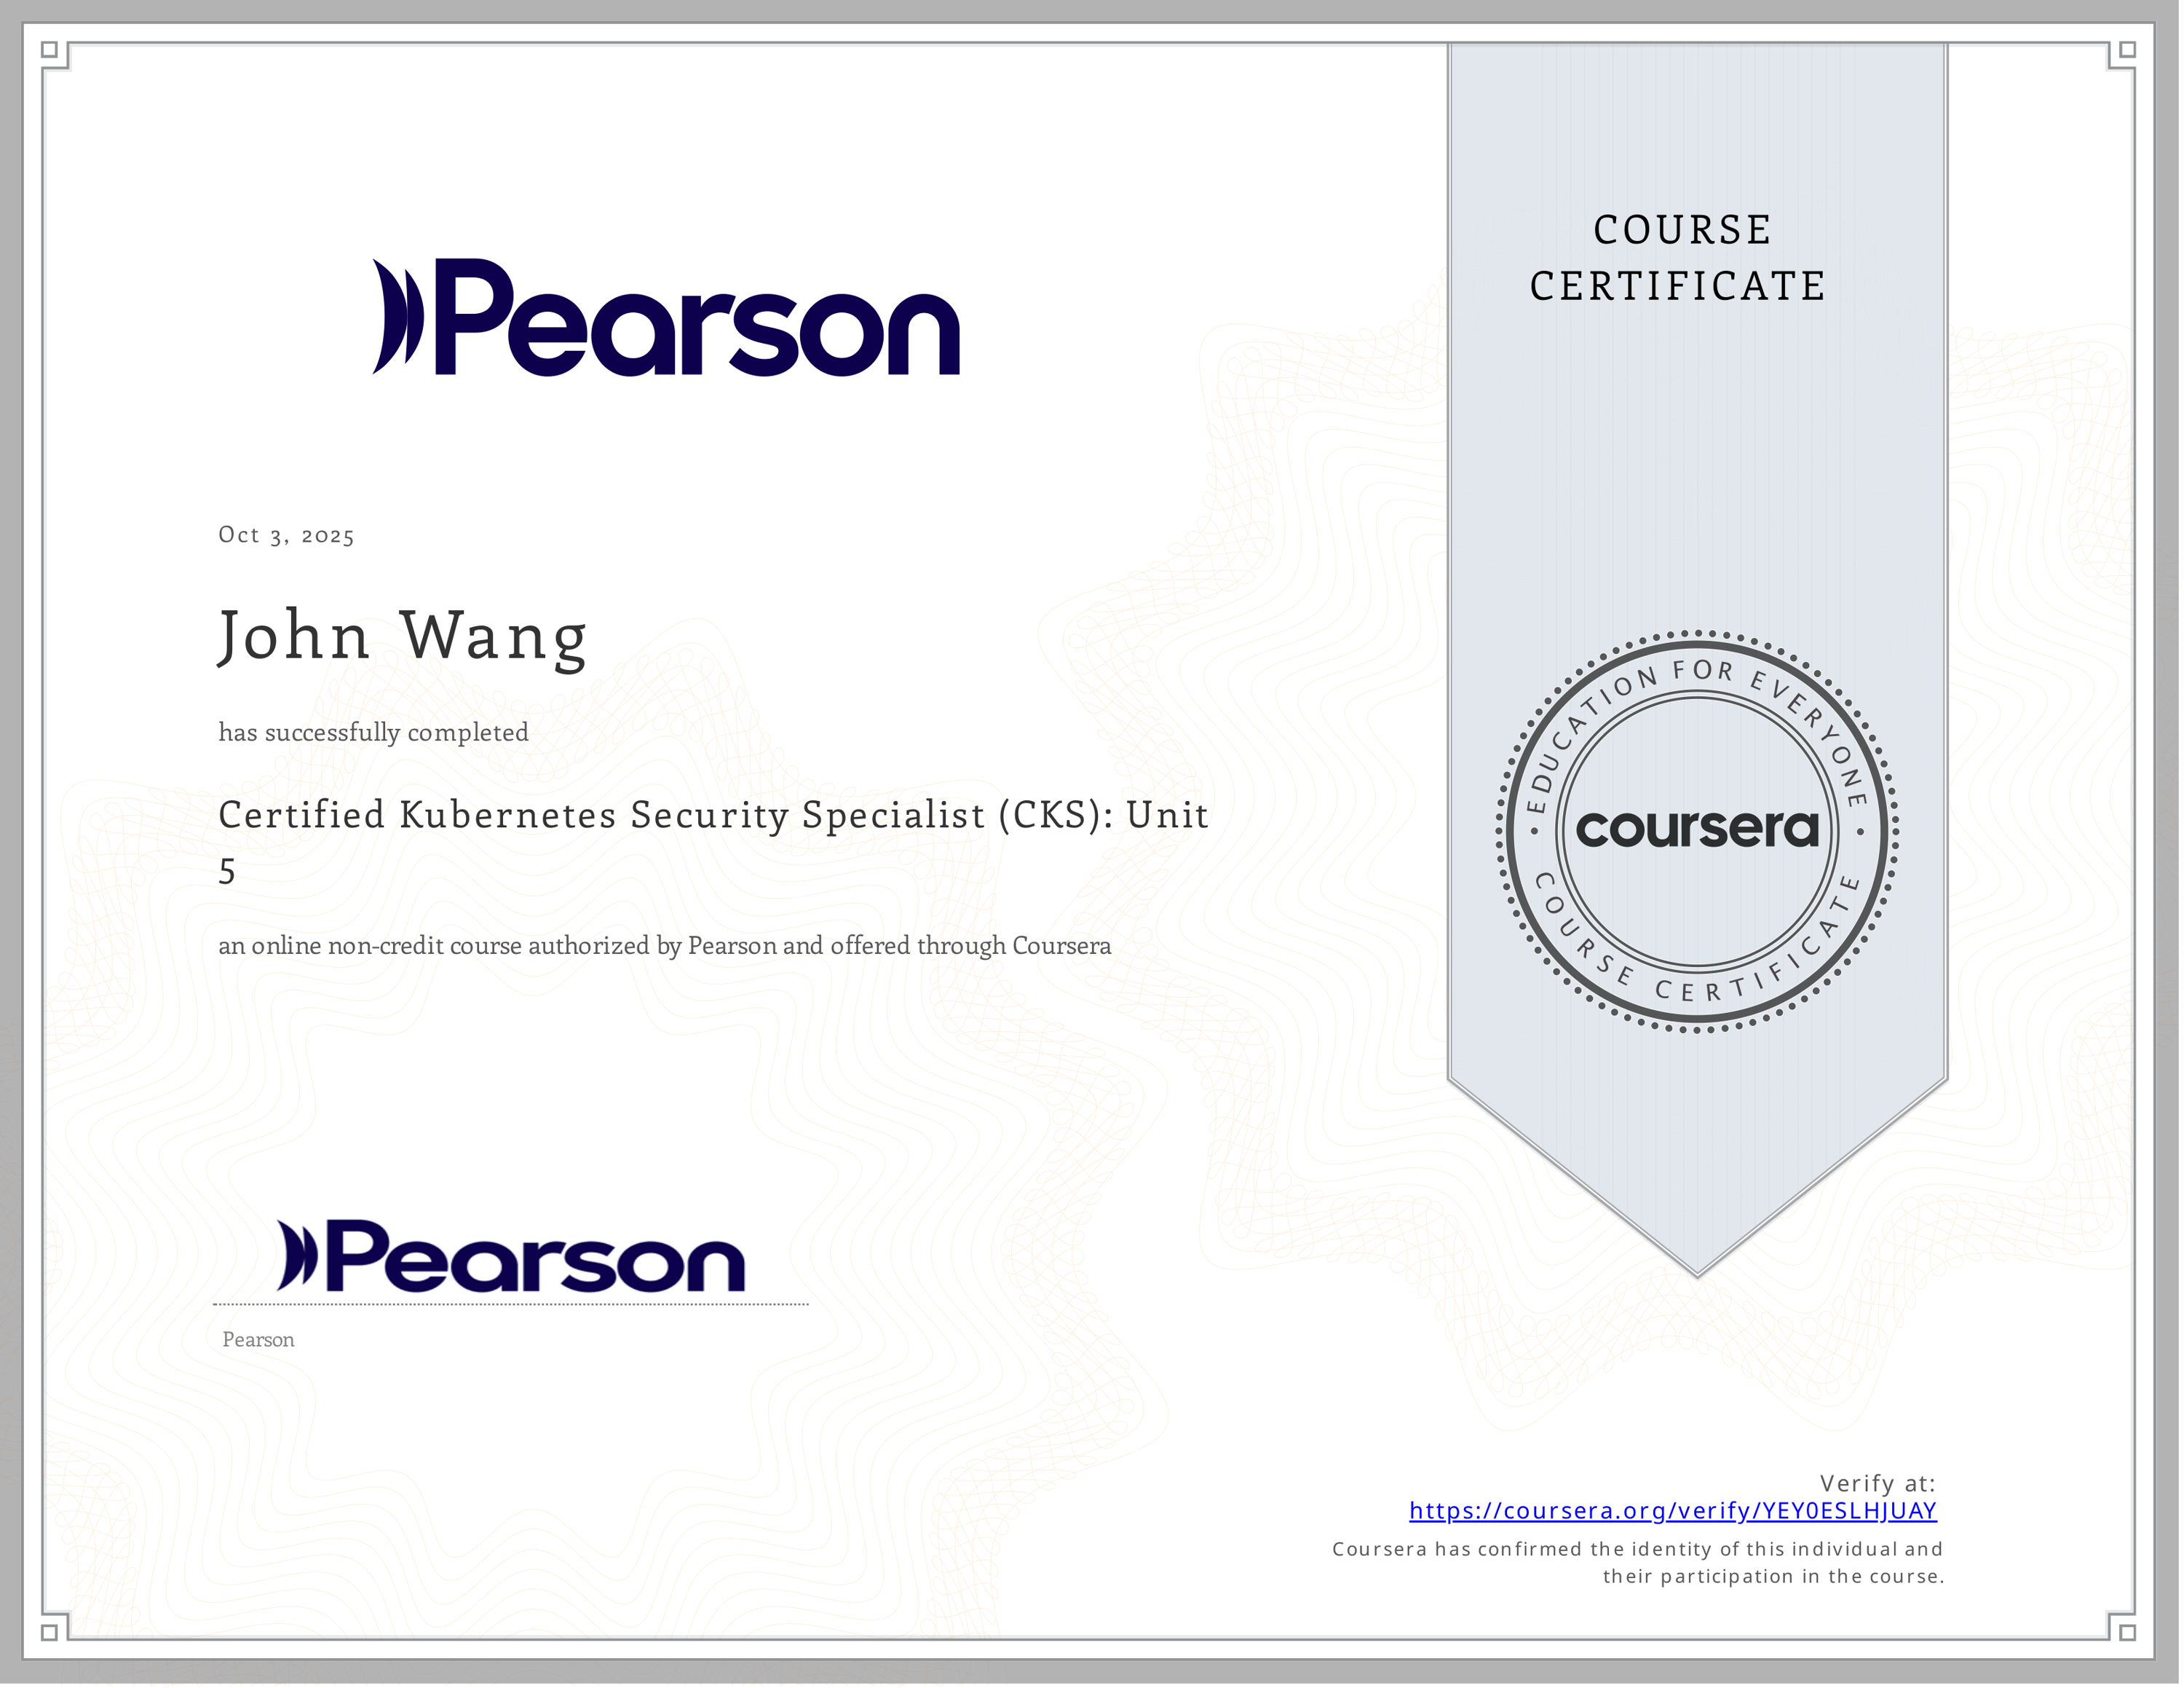 Pearson
COURSE
CERTIFICATE
Oct 3, 2025
John Wang
has successfully completed
Certified Kubernetes Security Specialist (CKS): Unit
5
an online non-credit course authorized by Pearson and offered through Coursera
EDUCATION FOR EVERYONE
coursera
COURSE CERTIFICATE
Pearson
Pearson
Verify at:
https://coursera.org/verify/YEY0ESLHJUAY
Coursera has confirmed the identity of this individual and
their participation in the course.